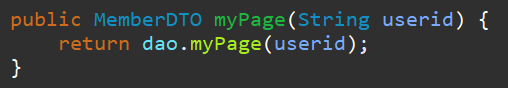 public MemberDTO myPage(String userid) {
    return dao.myPage(userid);
}